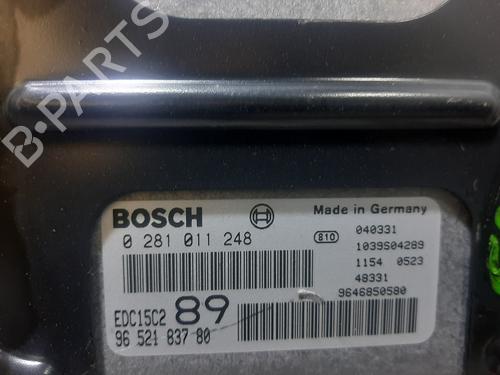 B-PARTS
BOSCH
Made in Germany
0 281 011 248
810
040331
1039S04289
1154 0523
48331
9646850580
EDC15C2 89
96 521 837 80